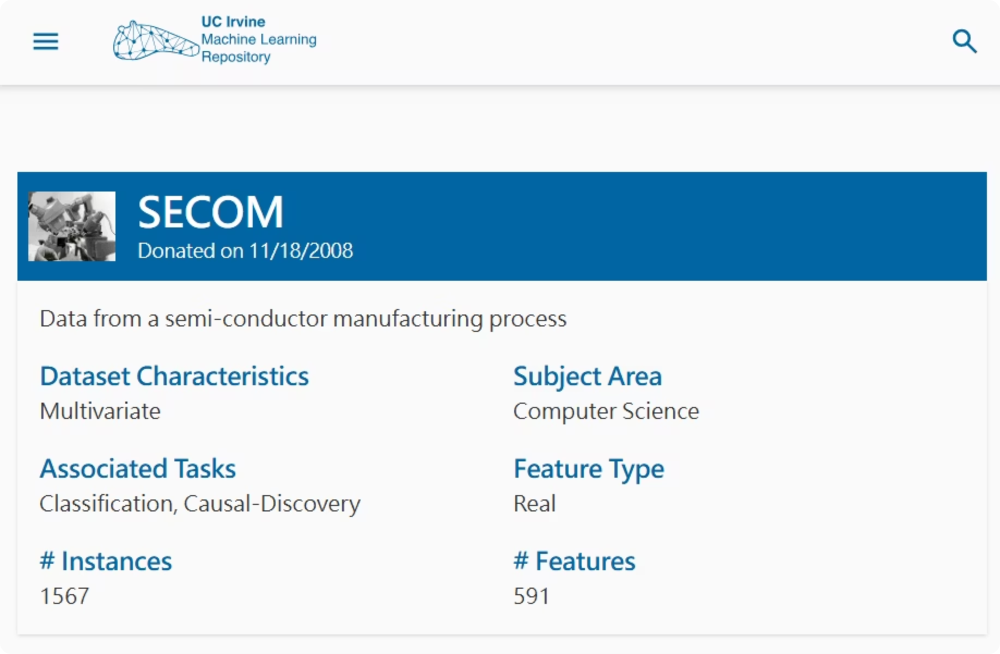 UC Irvine
Machine Learning
Repository
SECOM
Donated on 11/18/2008
Data from a semi-conductor manufacturing process
Dataset Characteristics
Multivariate
Subject Area
Computer Science
Associated Tasks
Classification, Causal-Discovery
Feature Type
Real
# Instances
1567
# Features
591